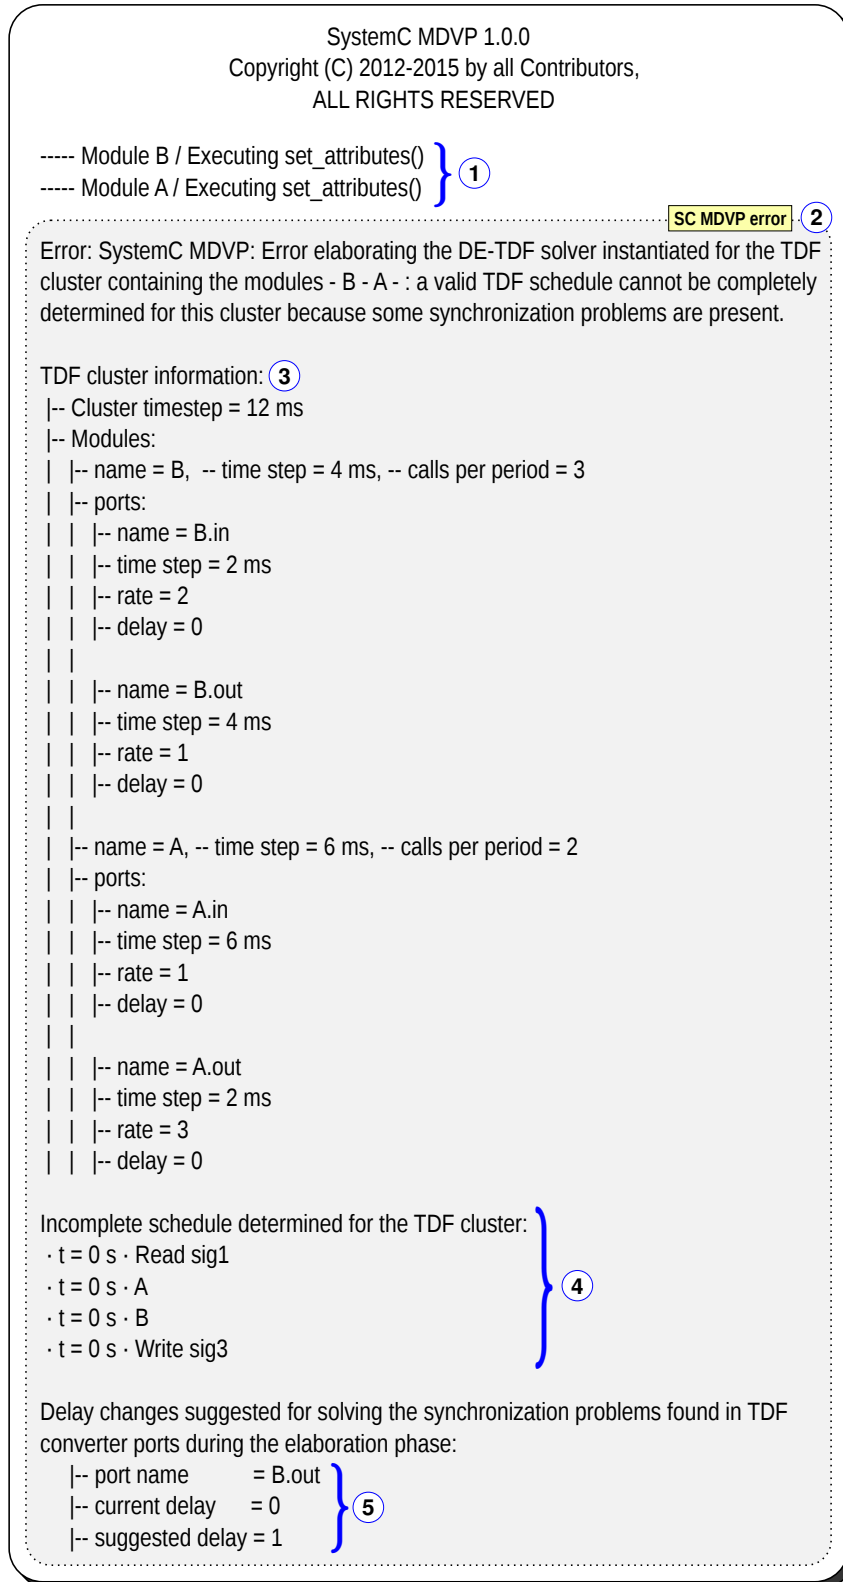 SystemC MDVP 1.0.0
Copyright (C) 2012-2015 by all Contributors,
ALL RIGHTS RESERVED
----- Module B / Executing set_attributes()
----- Module A / Executing set_attributes()
1
SC MDVP error 2
Error: SystemC MDVP: Error elaborating the DE-TDF solver instantiated for the TDF
cluster containing the modules - B - A - : a valid TDF schedule cannot be completely
determined for this cluster because some synchronization problems are present.
TDF cluster information: 3
|-- Cluster timestep = 12 ms
|-- Modules:
| |-- name = B, -- time step = 4 ms, -- calls per period = 3
| |-- ports:
| | |-- name = B.in
| | |-- time step = 2 ms
| | |-- rate = 2
| | |-- delay = 0
| |
| | |-- name = B.out
| | |-- time step = 4 ms
| | |-- rate = 1
| | |-- delay = 0
| |
| |-- name = A, -- time step = 6 ms, -- calls per period = 2
| |-- ports:
| | |-- name = A.in
| | |-- time step = 6 ms
| | |-- rate = 1
| | |-- delay = 0
| |
| | |-- name = A.out
| | |-- time step = 2 ms
| | |-- rate = 3
| | |-- delay = 0
Incomplete schedule determined for the TDF cluster:
· t = 0 s · Read sig1
· t = 0 s · A
· t = 0 s · B
· t = 0 s · Write sig3
4
Delay changes suggested for solving the synchronization problems found in TDF
converter ports during the elaboration phase:
|-- port name = B.out
|-- current delay = 0
|-- suggested delay = 1
5